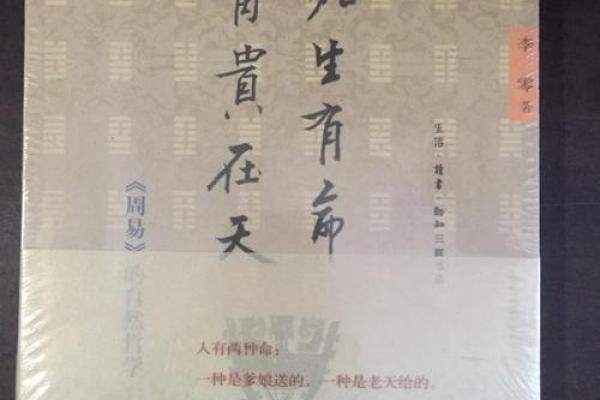 李零 著
生活·讀書·新知三联书店
生有命
貴在天
《周易》的自然哲学
人有两种命：
一种是爹娘送的，一种是老天给的。